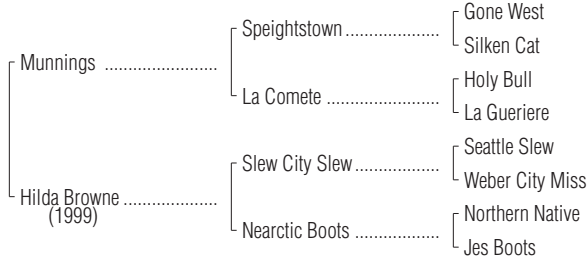 Gone West
Speightstown
Silken Cat
Munnings
Holy Bull
La Comete
La Gueriere
Seattle Slew
Slew City Slew
Weber City Miss
Hilda Browne
(1999)
Northern Native
Nearctic Boots
Jes Boots